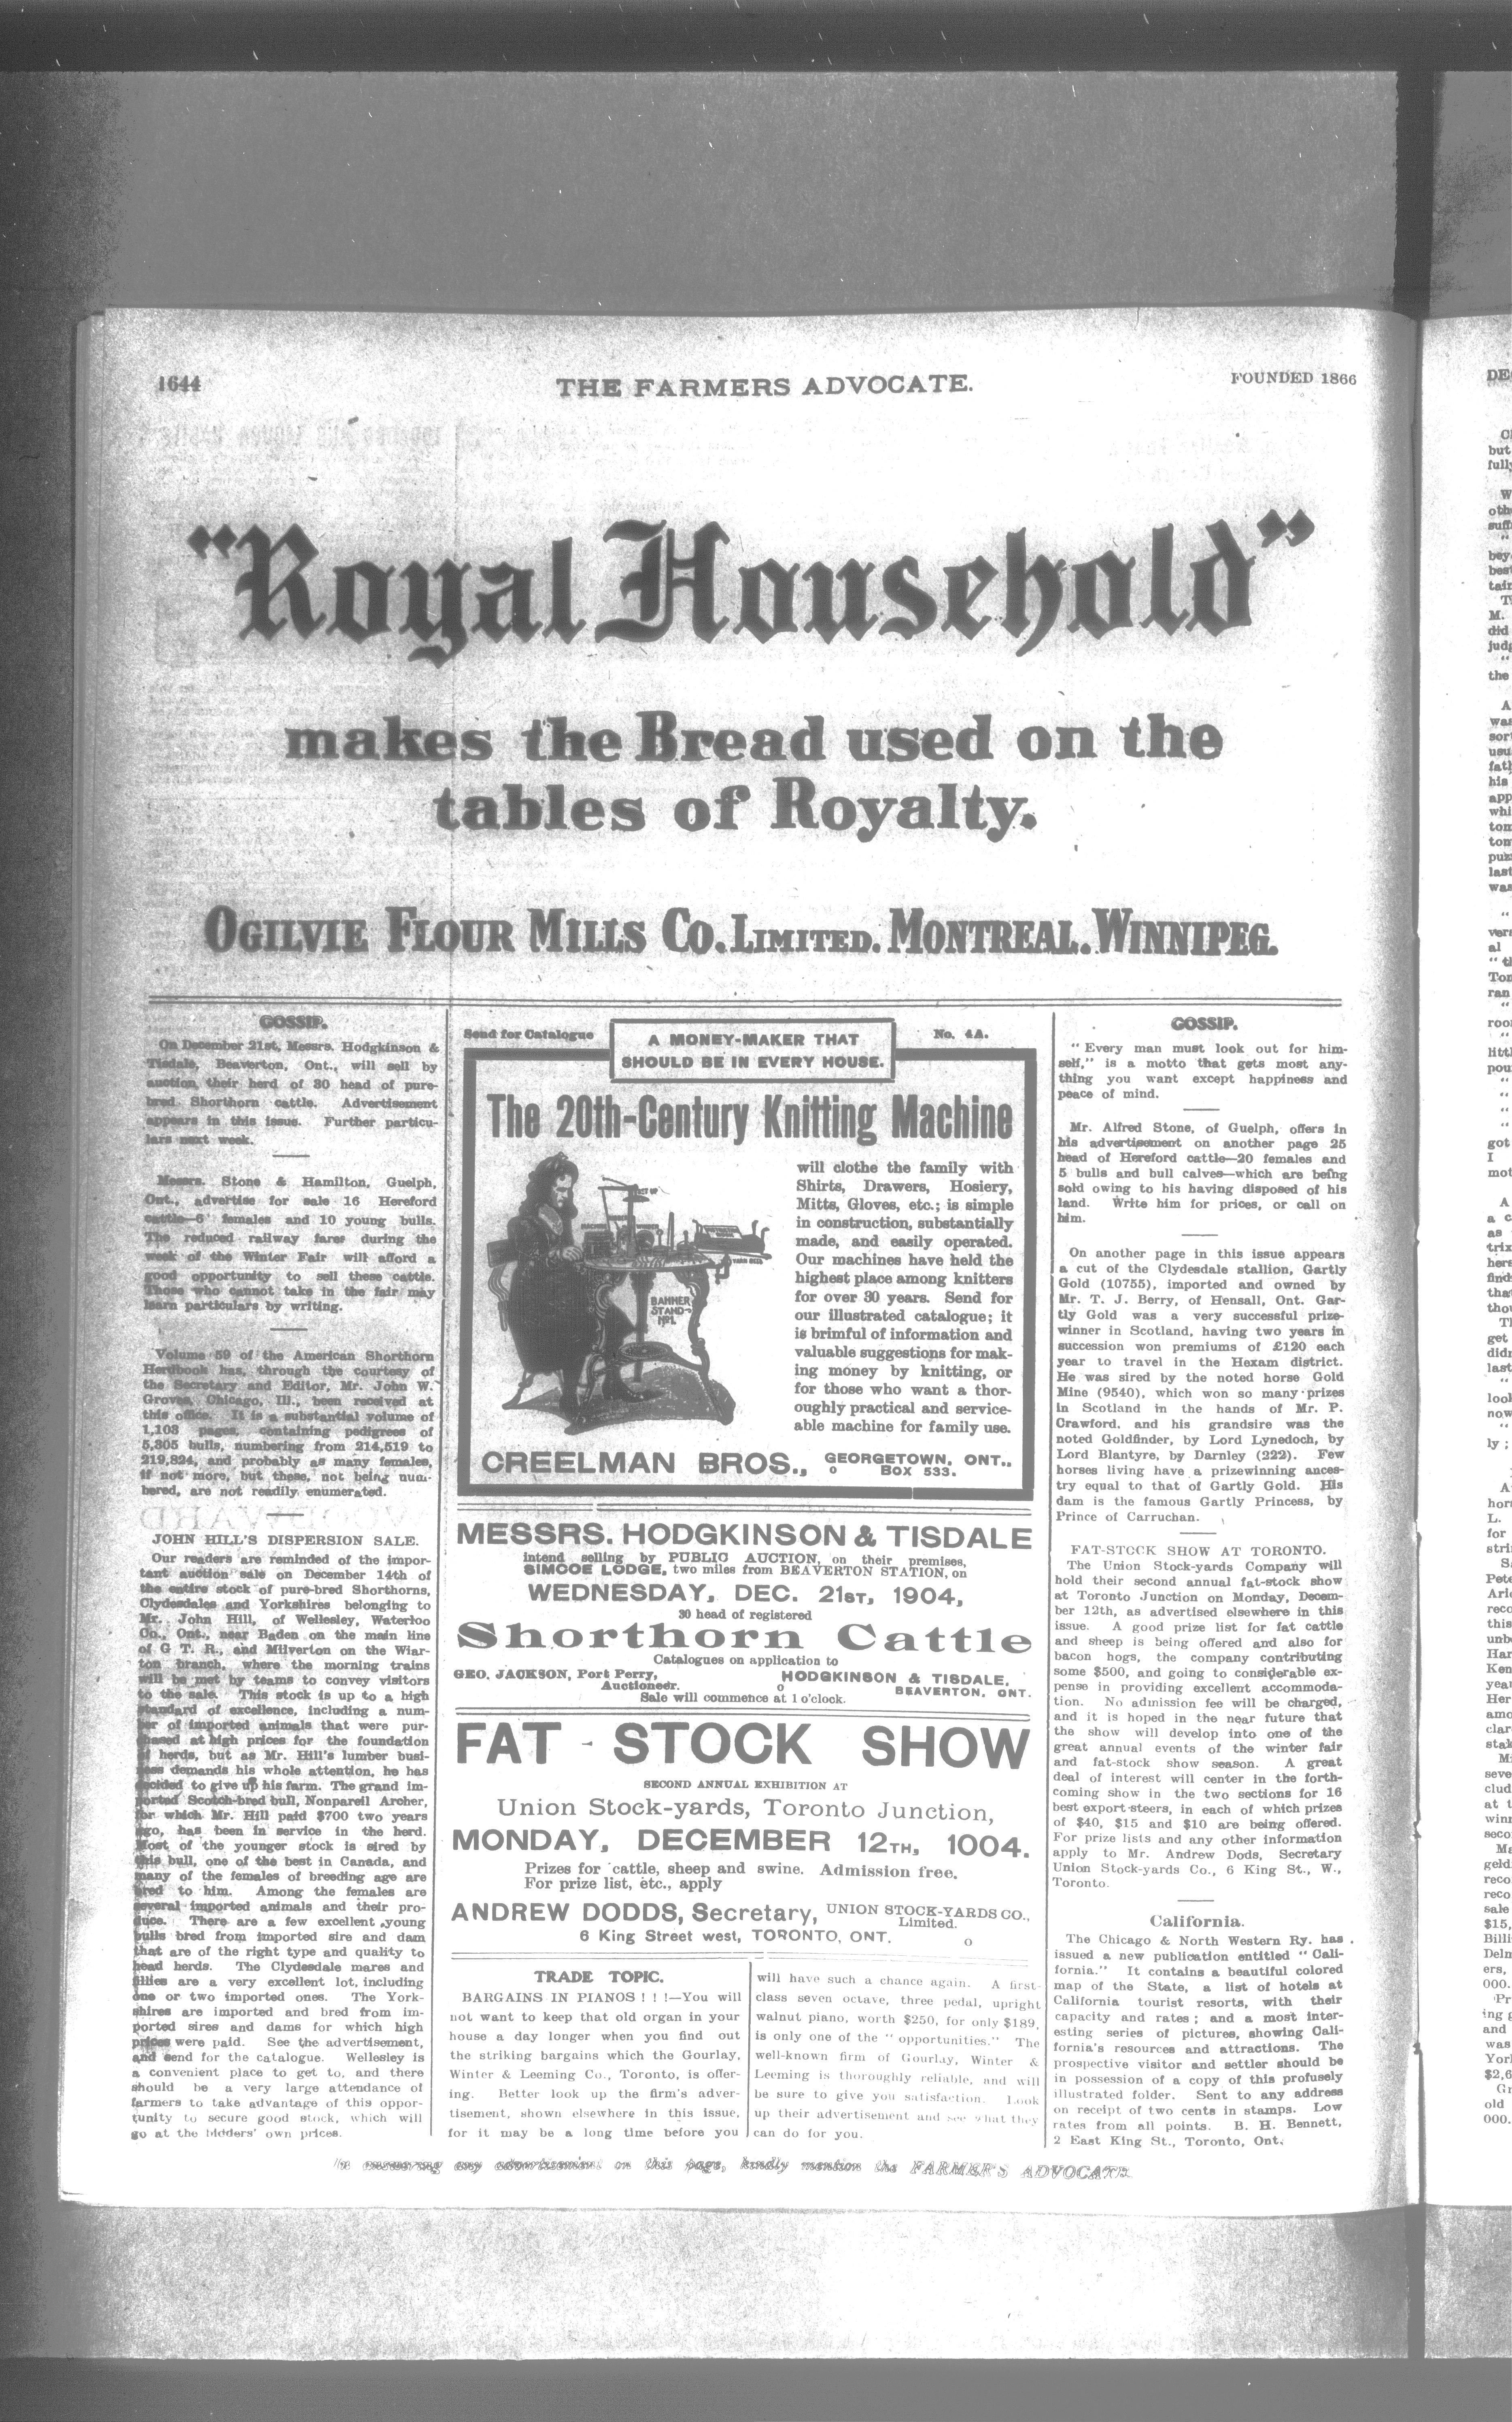 1644
THE FARMERS ADVOCATE.
FOUNDED 1866
"Royal Household"
makes the Bread used on the
tables of Royalty.
OGILVIE FLOUR MILLS CO. LIMITED. MONTREAL. WINNIPEG.
GOSSIP.
On December 21st, Messrs. Hodgkinson &
Tisdale, Beaverton, Ont., will sell by
auction their herd of 30 head of pure-
bred Shorthorn cattle. Advertisement
appears in this issue. Further particu-
lars next week.
Messrs. Stone & Hamilton, Guelph,
Ont., advertise for sale 16 Hereford
cattle—6 females and 10 young bulls.
The reduced railway fares during the
week of the Winter Fair will afford a
good opportunity to sell these cattle.
Those who cannot take in the fair may
learn particulars by writing.
Volume 59 of the American Shorthorn
Herdbook has, through the courtesy of
the Secretary and Editor, Mr. John W.
Groves, Chicago, Ill., been received at
this office. It is a substantial volume of
1,103 pages, containing pedigrees of
5,305 bulls, numbering from 214,519 to
219,824, and probably as many females,
if not more, but these, not being num-
bered, are not readily enumerated.
JOHN HILL'S DISPERSION SALE.
Our readers are reminded of the impor-
tant auction sale on December 14th of
the entire stock of pure-bred Shorthorns,
Clydesdales and Yorkshires belonging to
Mr. John Hill, of Wellesley, Waterloo
Co., Ont., near Baden on the main line
of G T. R., and Milverton on the Wiar-
ton branch, where the morning trains
will be met by teams to convey visitors
to the sale. This stock is up to a high
standard of excellence, including a num-
ber of imported animals that were pur-
chased at high prices for the foundation
of herds, but as Mr. Hill's lumber busi-
ness demands his whole attention, he has
decided to give up his farm. The grand im-
ported Scotch-bred bull, Nonpareil Archer,
for which Mr. Hill paid $700 two years
ago, has been in service in the herd.
Most of the younger stock is sired by
this bull, one of the best in Canada, and
many of the females of breeding age are
bred to him. Among the females are
several imported animals and their pro-
duce. There are a few excellent young
bulls bred from imported sire and dam
that are of the right type and quality to
head herds. The Clydesdale mares and
fillies are a very excellent lot, including
one or two imported ones. The York-
shires are imported and bred from im-
ported sires and dams for which high
prices were paid. See the advertisement,
and send for the catalogue. Wellesley is
a convenient place to get to, and there
should be a very large attendance of
farmers to take advantage of this oppor-
tunity to secure good stock, which will
go at the bidders' own prices.
Send for Catalogue
A MONEY-MAKER THAT
SHOULD BE IN EVERY HOUSE.
No. 4A.
The 20th-Century Knitting Machine
will clothe the family with
Shirts, Drawers, Hosiery,
Mitts, Gloves, etc.; is simple
in construction, substantially
made, and easily operated.
Our machines have held the
highest place among knitters
for over 30 years. Send for
our illustrated catalogue; it
is brimful of information and
valuable suggestions for mak-
ing money by knitting, or
for those who want a thor-
oughly practical and service-
able machine for family use.
BANNER
STAND
No1.
CREELMAN BROS., GEORGETOWN, ONT.,
o BOX 533.
MESSRS. HODGKINSON & TISDALE
intend selling by PUBLIC AUCTION, on their premises,
SIMCOE LODGE, two miles from BEAVERTON STATION, on
WEDNESDAY, DEC. 21ST, 1904,
30 head of registered
Shorthorn Cattle
Catalogues on application to
GEO. JACKSON, Port Perry,
Auctioneer.
o
HODGKINSON & TISDALE,
BEAVERTON, ONT.
Sale will commence at 1 o'clock.
FAT - STOCK SHOW
SECOND ANNUAL EXHIBITION AT
Union Stock-yards, Toronto Junction,
MONDAY, DECEMBER 12TH, 1004.
Prizes for cattle, sheep and swine. Admission free.
For prize list, etc., apply
ANDREW DODDS, Secretary, UNION STOCK-YARDS CO.,
Limited.
6 King Street west, TORONTO, ONT. o
TRADE TOPIC.
BARGAINS IN PIANOS ! ! !—You will
not want to keep that old organ in your
house a day longer when you find out
the striking bargains which the Gourlay,
Winter & Leeming Co., Toronto, is offer-
ing. Better look up the firm's adver-
tisement, shown elsewhere in this issue,
for it may be a long time before you
will have such a chance again. A first-
class seven octave, three pedal, upright
walnut piano, worth $250, for only $189,
is only one of the " opportunities." The
well-known firm of Gourlay, Winter &
Leeming is thoroughly reliable, and will
be sure to give you satisfaction. Look
up their advertisement and see what they
can do for you.
GOSSIP.
" Every man must look out for him-
self," is a motto that gets most any-
thing you want except happiness and
peace of mind.
Mr. Alfred Stone, of Guelph, offers in
his advertisement on another page 25
head of Hereford cattle—20 females and
5 bulls and bull calves—which are being
sold owing to his having disposed of his
land. Write him for prices, or call on
him.
On another page in this issue appears
a cut of the Clydesdale stallion, Gartly
Gold (10755), imported and owned by
Mr. T. J. Berry, of Hensall, Ont. Gar-
tly Gold was a very successful prize-
winner in Scotland, having two years in
succession won premiums of £120 each
year to travel in the Hexam district.
He was sired by the noted horse Gold
Mine (9540), which won so many prizes
in Scotland in the hands of Mr. P.
Crawford, and his grandsire was the
noted Goldfinder, by Lord Lynedoch, by
Lord Blantyre, by Darnley (222). Few
horses living have a prizewinning ances-
try equal to that of Gartly Gold. His
dam is the famous Gartly Princess, by
Prince of Carruchan.
FAT-STOCK SHOW AT TORONTO.
The Union Stock-yards Company will
hold their second annual fat-stock show
at Toronto Junction on Monday, Decem-
ber 12th, as advertised elsewhere in this
issue. A good prize list for fat cattle
and sheep is being offered and also for
bacon hogs, the company contributing
some $500, and going to considerable ex-
pense in providing excellent accommoda-
tion. No admission fee will be charged,
and it is hoped in the near future that
the show will develop into one of the
great annual events of the winter fair
and fat-stock show season. A great
deal of interest will center in the forth-
coming show in the two sections for 16
best export steers, in each of which prizes
of $40, $15 and $10 are being offered.
For prize lists and any other information
apply to Mr. Andrew Dods, Secretary
Union Stock-yards Co., 6 King St., W.,
Toronto.
California.
The Chicago & North Western Ry. has
issued a new publication entitled " Cali-
fornia." It contains a beautiful colored
map of the State, a list of hotels at
California tourist resorts, with their
capacity and rates ; and a most inter-
esting series of pictures, showing Cali-
fornia's resources and attractions. The
prospective visitor and settler should be
in possession of a copy of this profusely
illustrated folder. Sent to any address
on receipt of two cents in stamps. Low
rates from all points. B. H. Bennett,
2 East King St., Toronto, Ont.
any advertisement on this page, kindly mention the FARMER'S ADVOCATE.